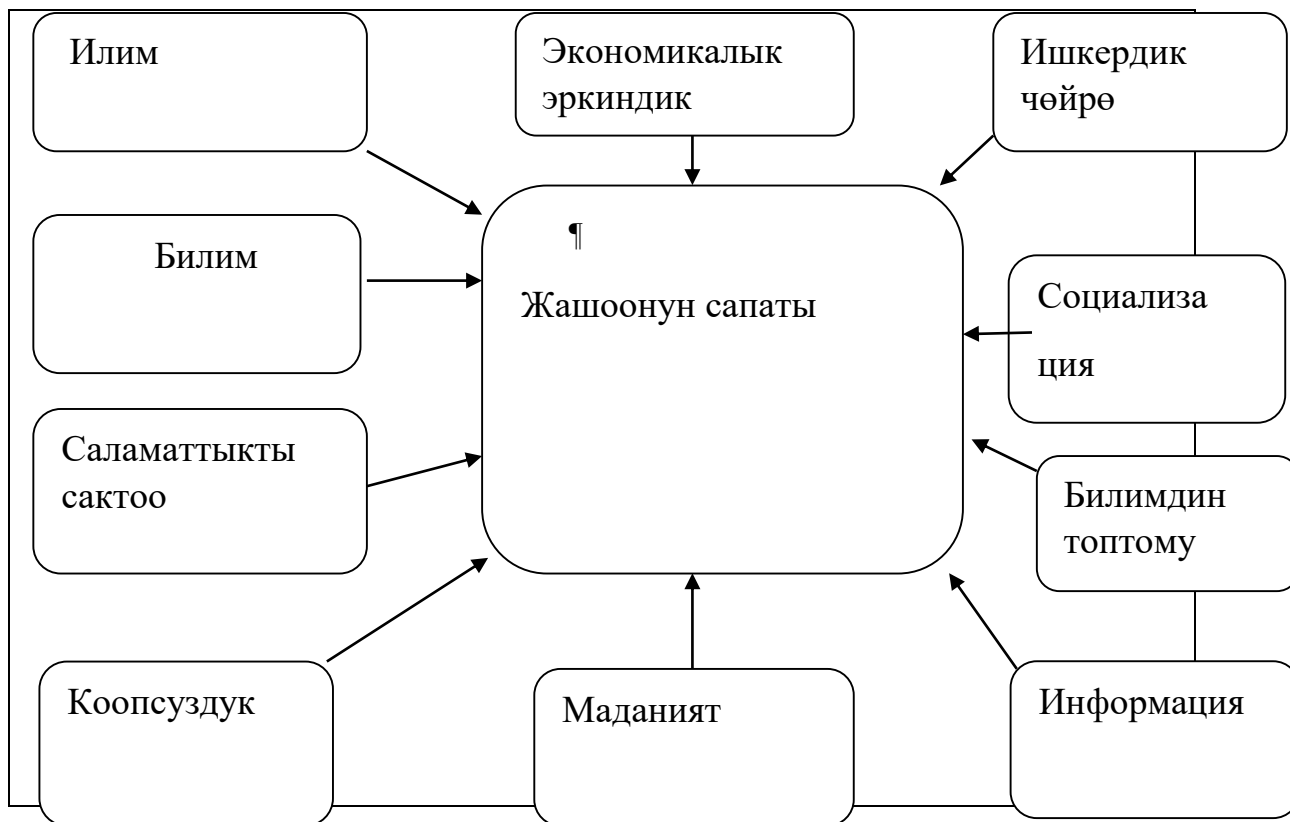 Илим
Экономикалык
эркиндик
Ишкердик
чөйрө
¶
Жашоонун сапаты
Билим
Социализа
ция
Саламаттыкты
сактоо
Билимдин
топтому
Коопсуздук
Маданият
Информация